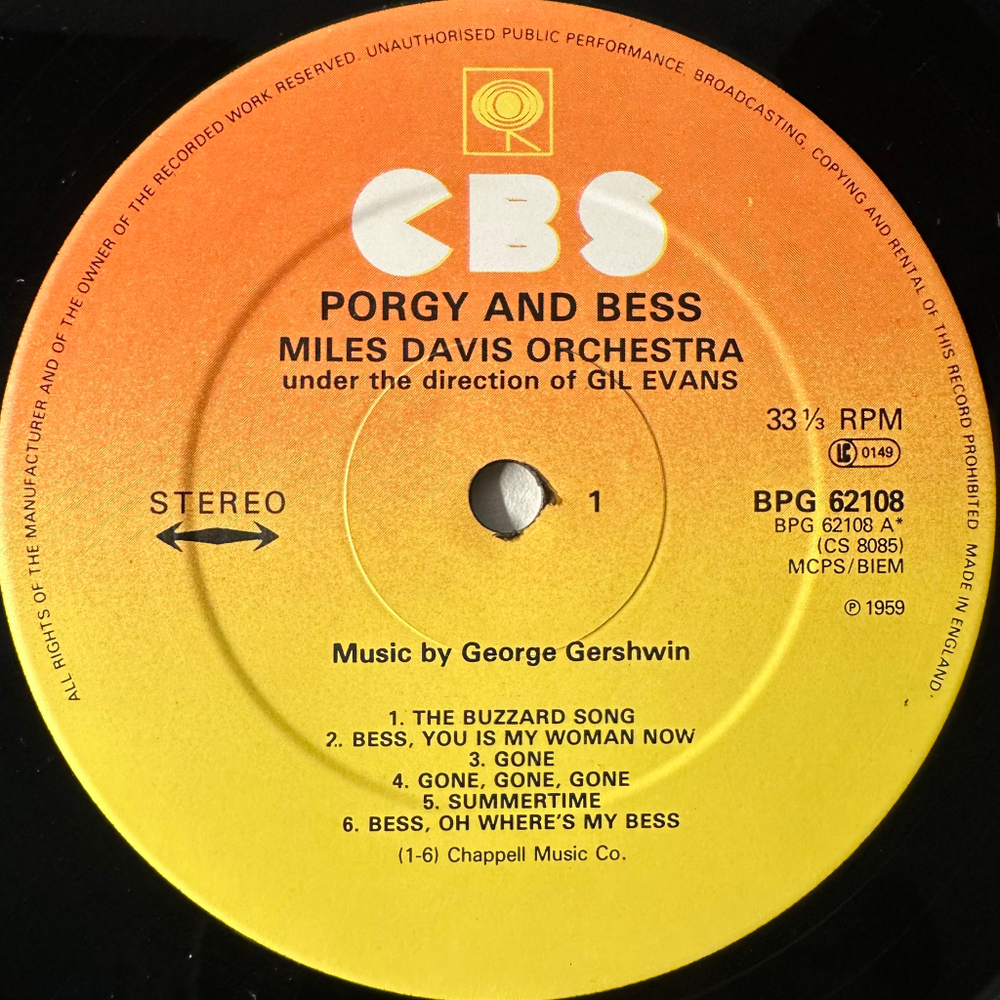 ALL RIGHTS OF THE MANUFACTURER AND OF THE OWNER OF THE RECORDED WORK RESERVED. UNAUTHORISED PUBLIC PERFORMANCE, BROADCASTING, COPYING AND RENTAL OF THIS RECORD PROHIBITED MADE IN ENGLAND.
CBS
PORGY AND BESS
MILES DAVIS ORCHESTRA
under the direction of GIL EVANS
33 ⅓ RPM
LC 0149
STEREO
1
BPG 62108
BPG 62108 A*
(CS 8085)
MCPS/BIEM
℗ 1959
Music by George Gershwin
1. THE BUZZARD SONG
2. BESS, YOU IS MY WOMAN NOW
3. GONE
4. GONE, GONE, GONE
5. SUMMERTIME
6. BESS, OH WHERE'S MY BESS
(1-6) Chappell Music Co.